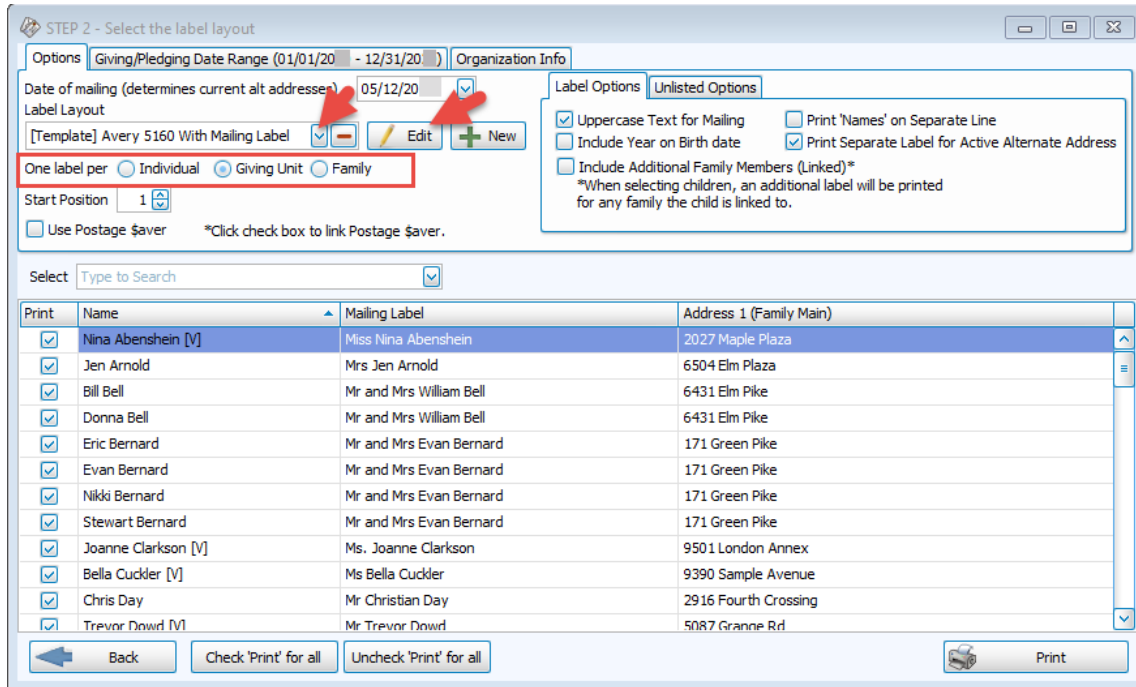 STEP 2 - Select the label layout
Options Giving/Pledging Date Range (01/01/20 - 12/31/20 ) Organization Info
Date of mailing (determines current alt addresses) 05/12/20
Label Layout
[Template] Avery 5160 With Mailing Label Edit New
One label per Individual Giving Unit Family
Start Position 1
Use Postage $aver *Click check box to link Postage $aver.
Label Options Unlisted Options
Uppercase Text for Mailing Print 'Names' on Separate Line
Include Year on Birth date Print Separate Label for Active Alternate Address
Include Additional Family Members (Linked)*
*When selecting children, an additional label will be printed
for any family the child is linked to.
Select Type to Search
Print Name Mailing Label Address 1 (Family Main)
Nina Abenshein [V] Miss Nina Abenshein 2027 Maple Plaza
Jen Arnold Mrs Jen Arnold 6504 Elm Plaza
Bill Bell Mr and Mrs William Bell 6431 Elm Pike
Donna Bell Mr and Mrs William Bell 6431 Elm Pike
Eric Bernard Mr and Mrs Evan Bernard 171 Green Pike
Evan Bernard Mr and Mrs Evan Bernard 171 Green Pike
Nikki Bernard Mr and Mrs Evan Bernard 171 Green Pike
Stewart Bernard Mr and Mrs Evan Bernard 171 Green Pike
Joanne Clarkson [V] Ms. Joanne Clarkson 9501 London Annex
Bella Cuckler [V] Ms Bella Cuckler 9390 Sample Avenue
Chris Day Mr Christian Day 2916 Fourth Crossing
Trevor Dowd [V] Mr Trevor Dowd 5087 Grange Rd
Back Check 'Print' for all Uncheck 'Print' for all Print